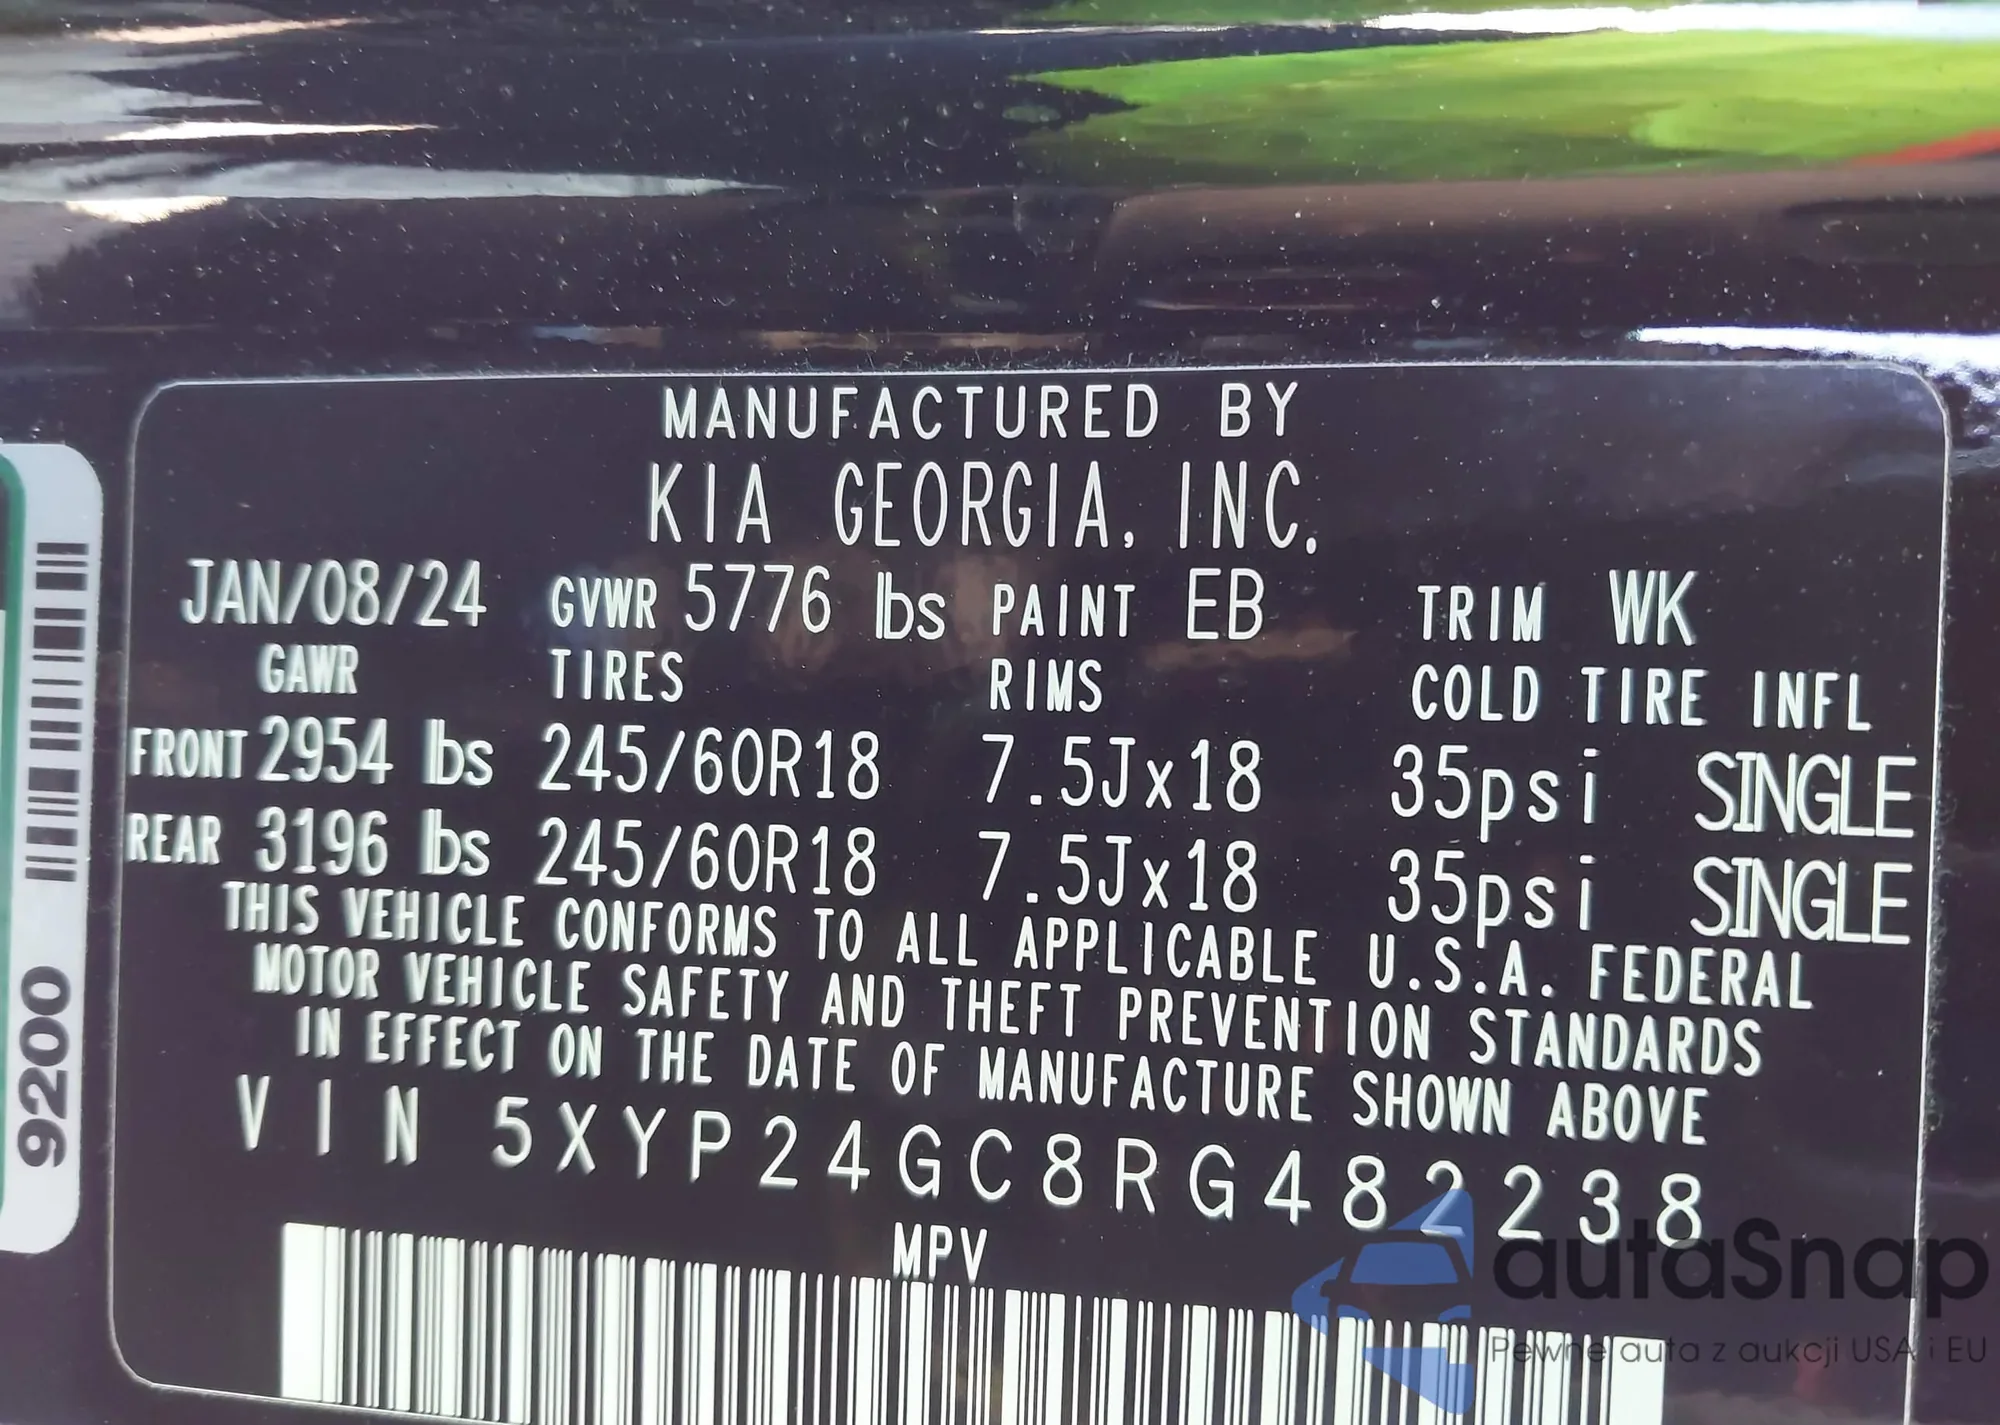 MANUFACTURED BY
KIA GEORGIA, INC.
JAN/08/24 GVWR 5776 lbs PAINT EB TRIM WK
GAWR TIRES RIMS COLD TIRE INFL
FRONT 2954 lbs 245/60R18 7.5Jx18 35psi SINGLE
REAR 3196 lbs 245/60R18 7.5Jx18 35psi SINGLE
THIS VEHICLE CONFORMS TO ALL APPLICABLE U.S.A. FEDERAL
MOTOR VEHICLE SAFETY AND THEFT PREVENTION STANDARDS
IN EFFECT ON THE DATE OF MANUFACTURE SHOWN ABOVE
VIN 5XYP24GC8RG482238
MPV
9200
autaSnap
Pewne auta z aukcji USA i EU